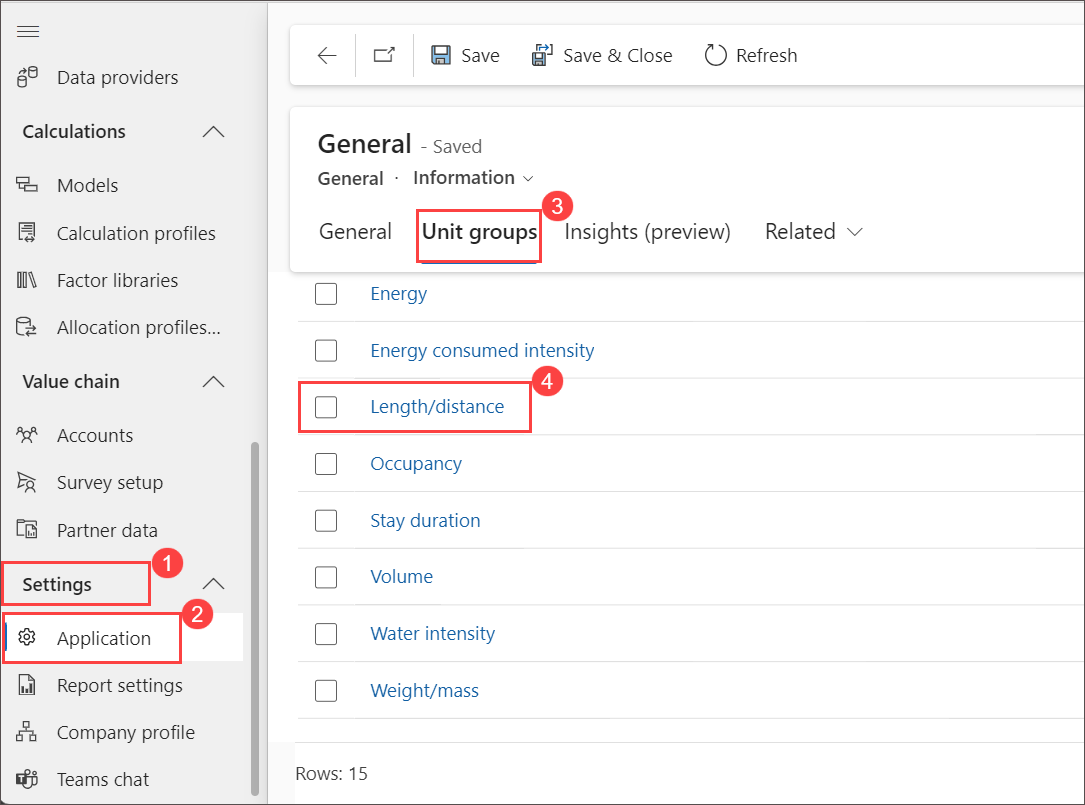 Data providers
Calculations
Models
Calculation profiles
Factor libraries
Allocation profiles...
Value chain
Accounts
Survey setup
Partner data
1
Settings
2
Application
Report settings
Company profile
Teams chat
Save
Save & Close
Refresh
General - Saved
General · Information
3
General
Unit groups
Insights (preview)
Related
Energy
Energy consumed intensity
4
Length/distance
Occupancy
Stay duration
Volume
Water intensity
Weight/mass
Rows: 15